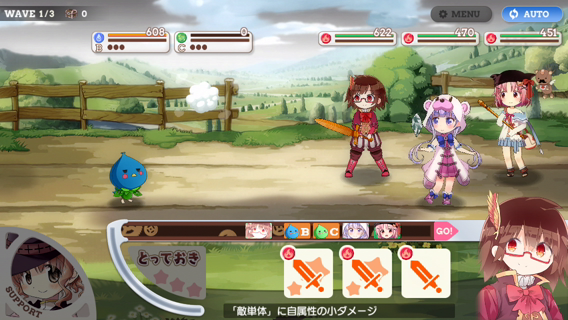 WAVE 1/3 0
MENU
AUTO
608
B
0
C
622
470
451
B C GO!
とっておき
SUPPORT
「敵単体」に自属性の小ダメージ